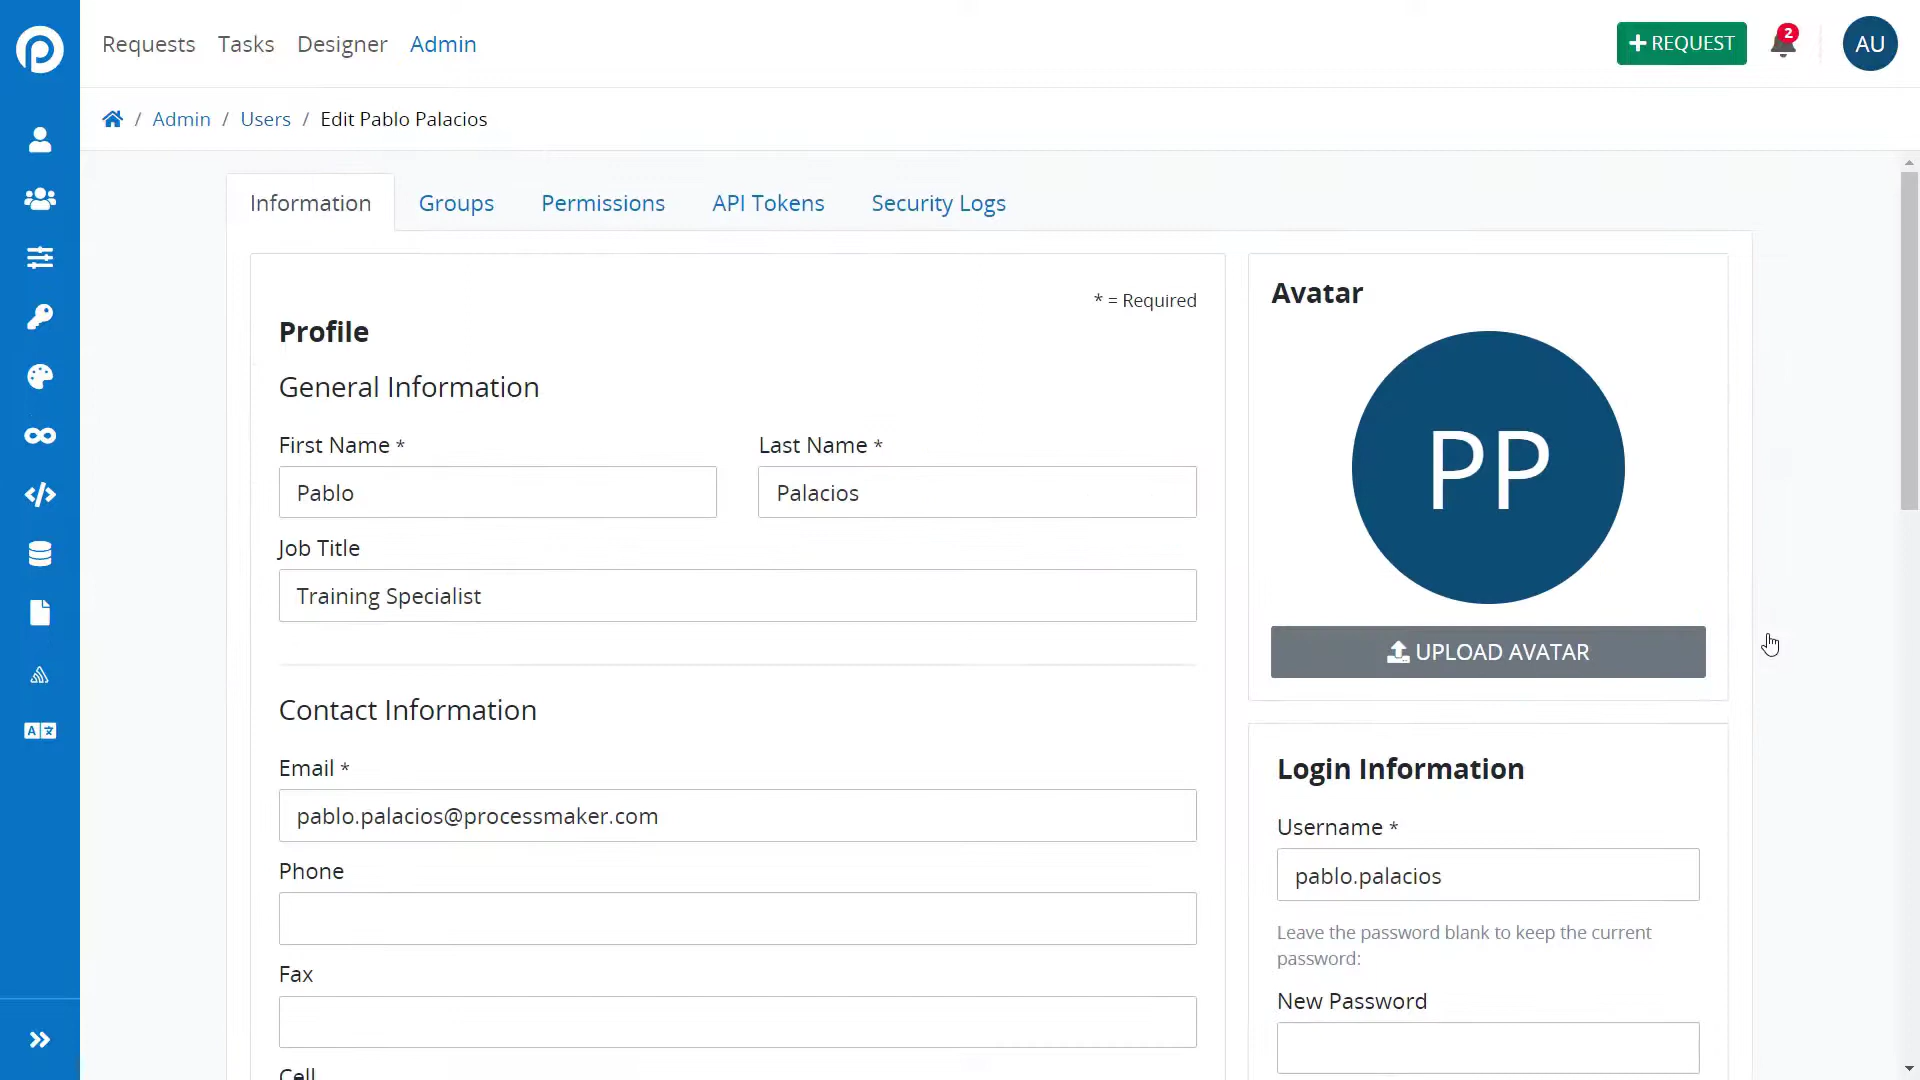 Requests Tasks Designer Admin
REQUEST
2
AU
/ Admin / Users / Edit Pablo Palacios
Information Groups Permissions API Tokens Security Logs
* = Required
Profile
General Information
First Name *
Last Name *
Pablo
Palacios
Job Title
Training Specialist
Contact Information
Email *
pablo.palacios@processmaker.com
Phone
Fax
Cell
Avatar
PP
UPLOAD AVATAR
Login Information
Username *
pablo.palacios
Leave the password blank to keep the current
password:
New Password